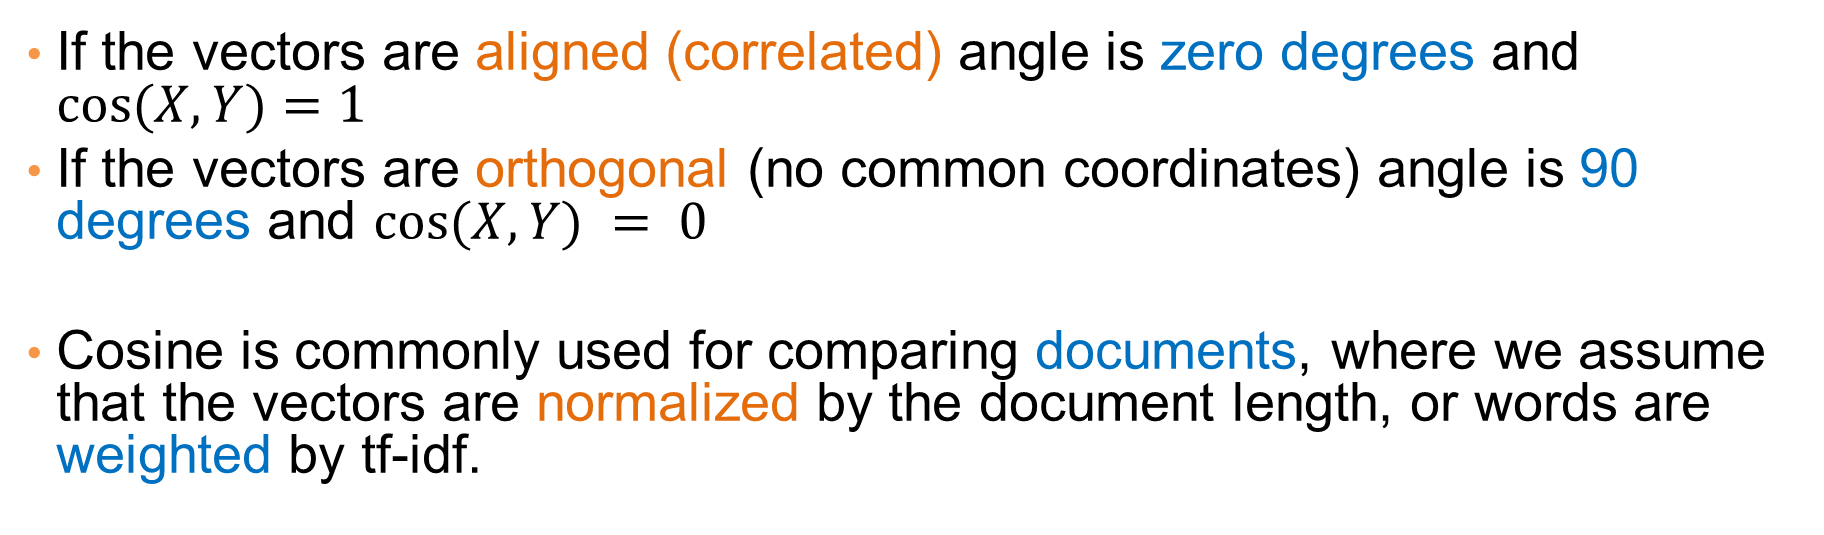 • If the vectors are aligned (correlated) angle is zero degrees and
cos(X, Y) = 1
• If the vectors are orthogonal (no common coordinates) angle is 90
degrees and cos(X, Y) = 0
• Cosine is commonly used for comparing documents, where we assume
that the vectors are normalized by the document length, or words are
weighted by tf-idf.